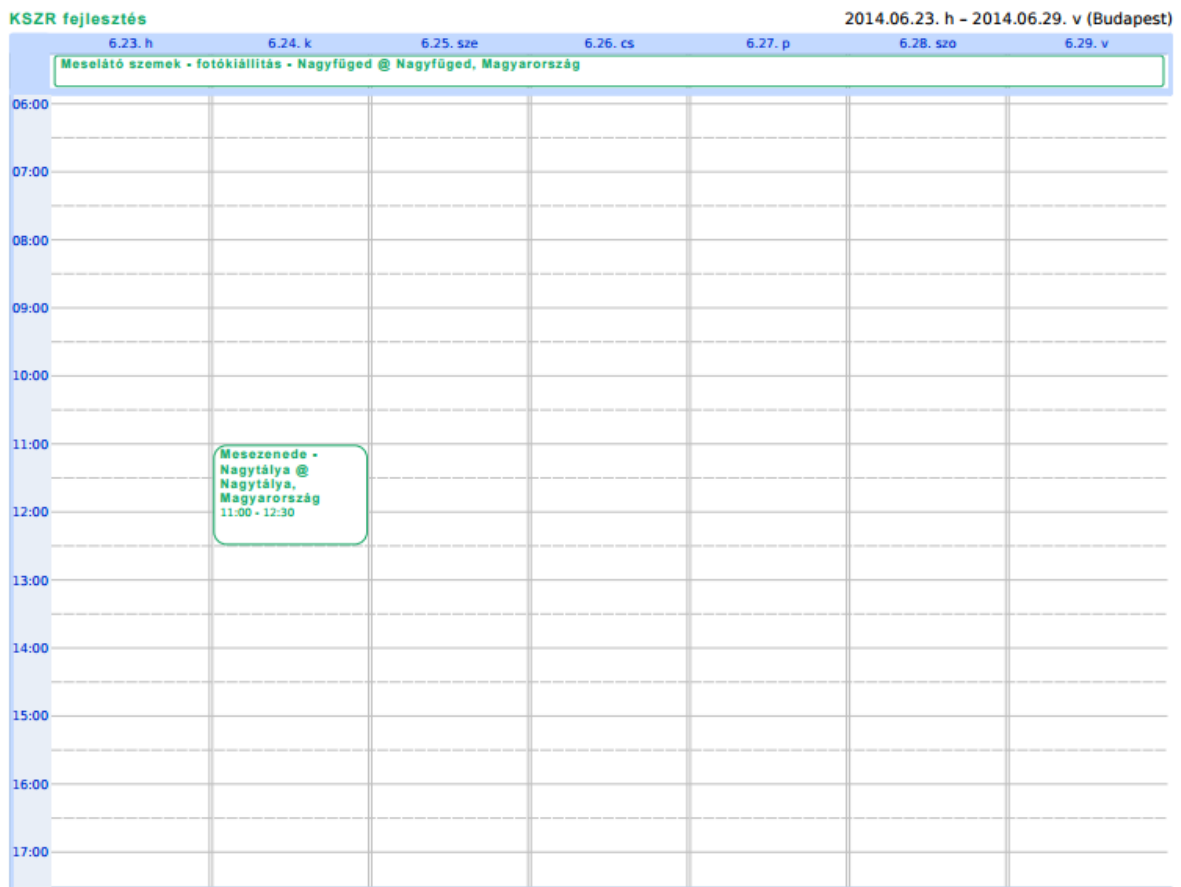 KSZR fejlesztés
2014.06.23. h – 2014.06.29. v (Budapest)
6.23. h 6.24. k 6.25. sze 6.26. cs 6.27. p 6.28. szo 6.29. v
Meselátó szemek - fotókiállítás - Nagyfüged @ Nagyfüged, Magyarország
06:00
07:00
08:00
09:00
10:00
11:00
Mesezenede -
Nagytálya @
Nagytálya,
Magyarország
11:00 - 12:30
12:00
13:00
14:00
15:00
16:00
17:00